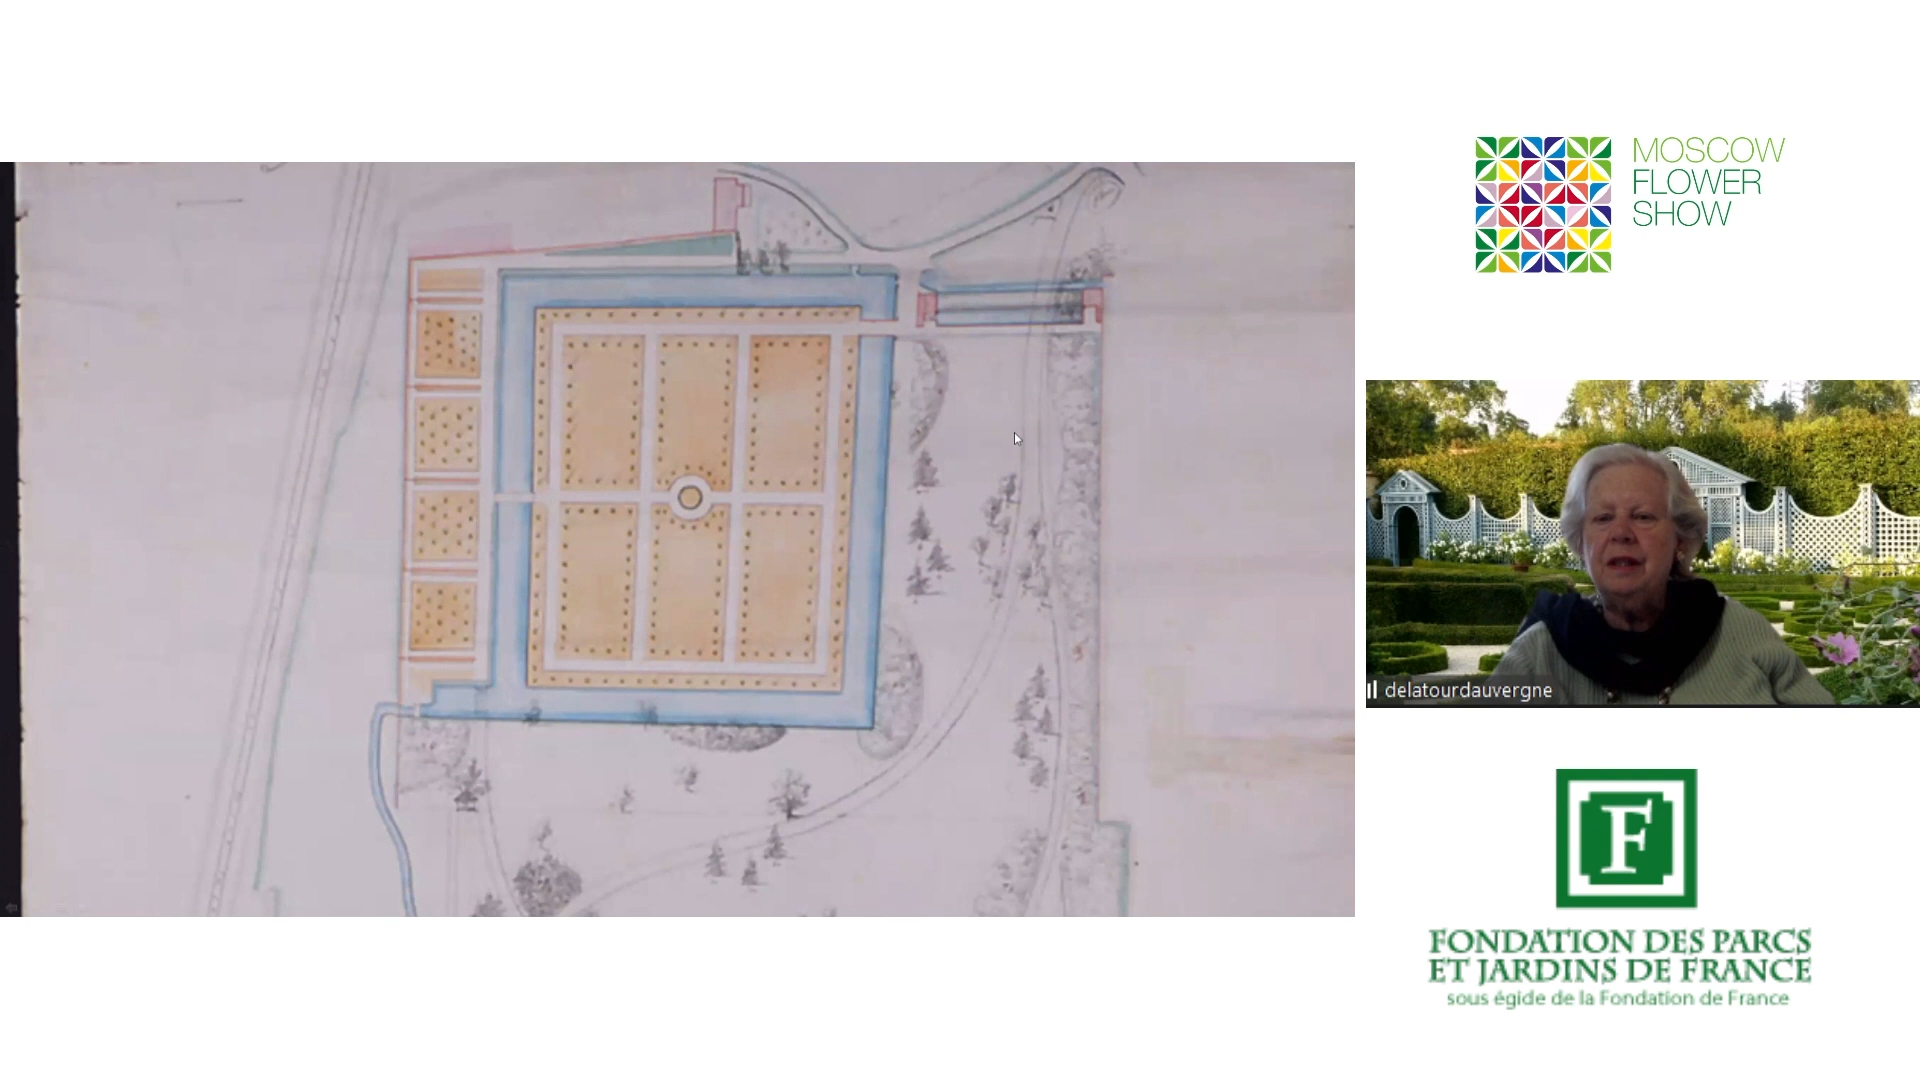 MOSCOW
FLOWER
SHOW
delatourdauvergne
F
FONDATION DES PARCS
ET JARDINS DE FRANCE
sous égide de la Fondation de France